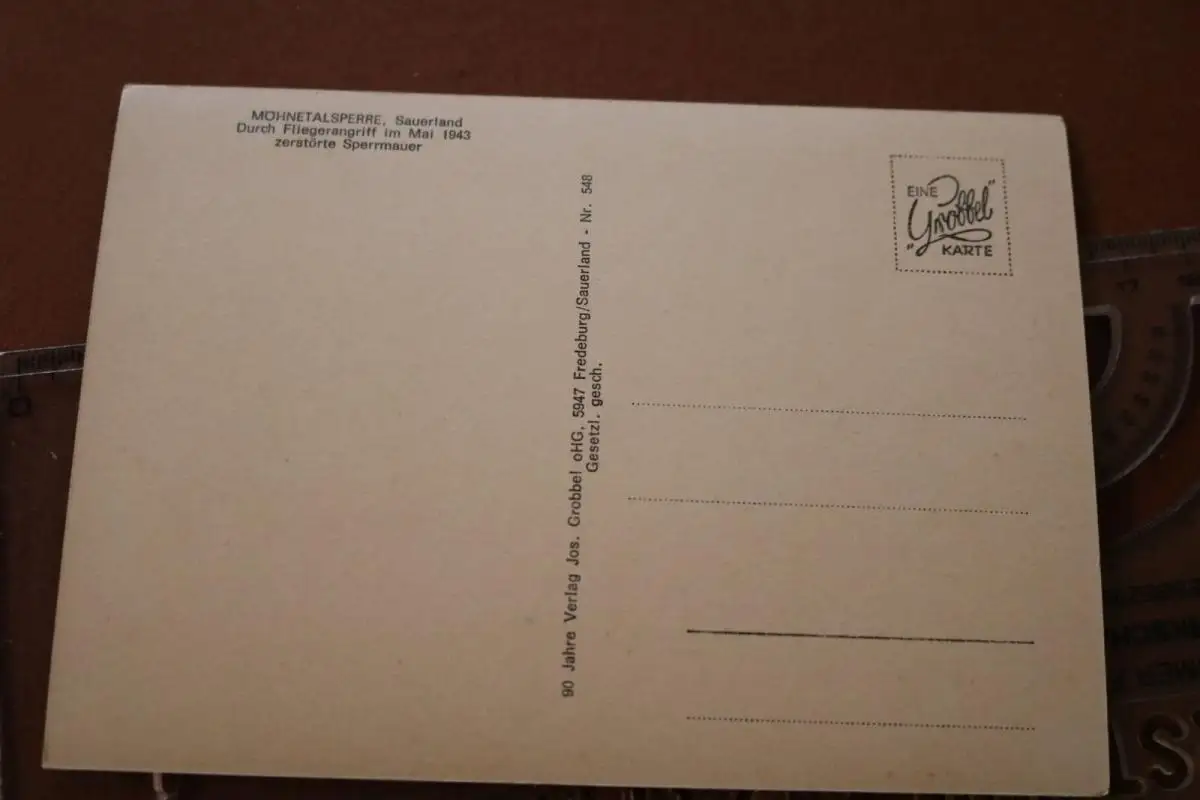 MÖHNETALSPERRE, Sauerland
Durch Fliegerangriff im Mai 1943
zerstörte Sperrmauer
90 Jahre Verlag Jos. Grobbel oHG, 5947 Fredeburg/Sauerland - Nr. 548
Gesetzl. gesch.
EINE
"Grobbel"
KARTE